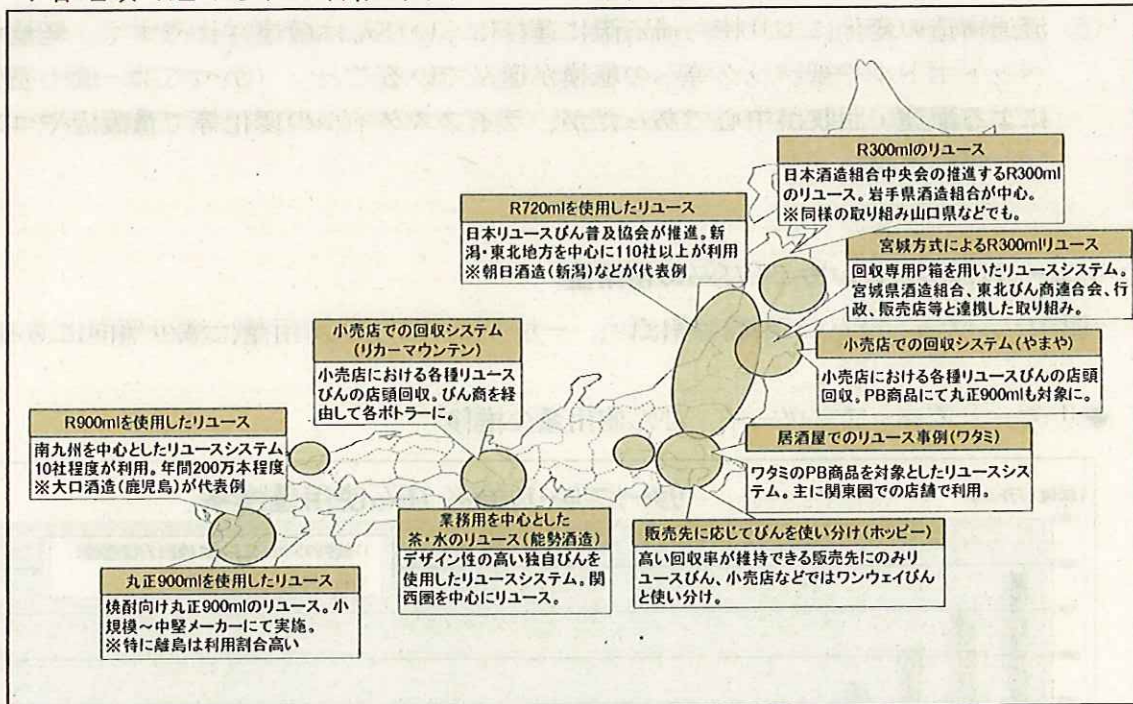 R300mlのリユース
日本酒造組合中央会の推進するR300ml
のリユース。岩手県酒造組合が中心。
※同様の取り組み山口県などでも。
R720mlを使用したリユース
日本リユースびん普及協会が推進。新
潟・東北地方を中心に110社以上が利用
※朝日酒造(新潟)などが代表例
宮城方式によるR300mlリユース
回収専用P箱を用いたリユースシステム。
宮城県酒造組合、東北びん商連合会、行
政、販売店等と連携した取り組み。
小売店での回収システム
(リカーマウンテン)
小売店における各種リユース
びんの店頭回収。びん商を経
由して各ボトラーに。
小売店での回収システム(やまや)
小売店における各種リユースびんの店頭
回収。PB商品にて丸正900mlも対象に。
R900mlを使用したリユース
南九州を中心としたリユースシステム
10社程度が利用。年間200万本程度
※大口酒造(鹿児島)が代表例
居酒屋でのリユース事例(ワタミ)
ワタミのPB商品を対象としたリユースシス
テム。主に関東圏での店舗で利用。
業務用を中心とした
茶・水のリユース(能勢酒造)
デザイン性の高い独自びんを
使用したリユースシステム。関
西圏を中心にリユース。
販売先に応じてびんを使い分け(ホッピー)
高い回収率が維持できる販売先にのみリ
ユースびん、小売店などではワンウェイびん
と使い分け。
丸正900mlを使用したリユース
焼酎向け丸正900mlのリユース。小
規模～中堅メーカーにて実施。
※特に離島は利用割合高い